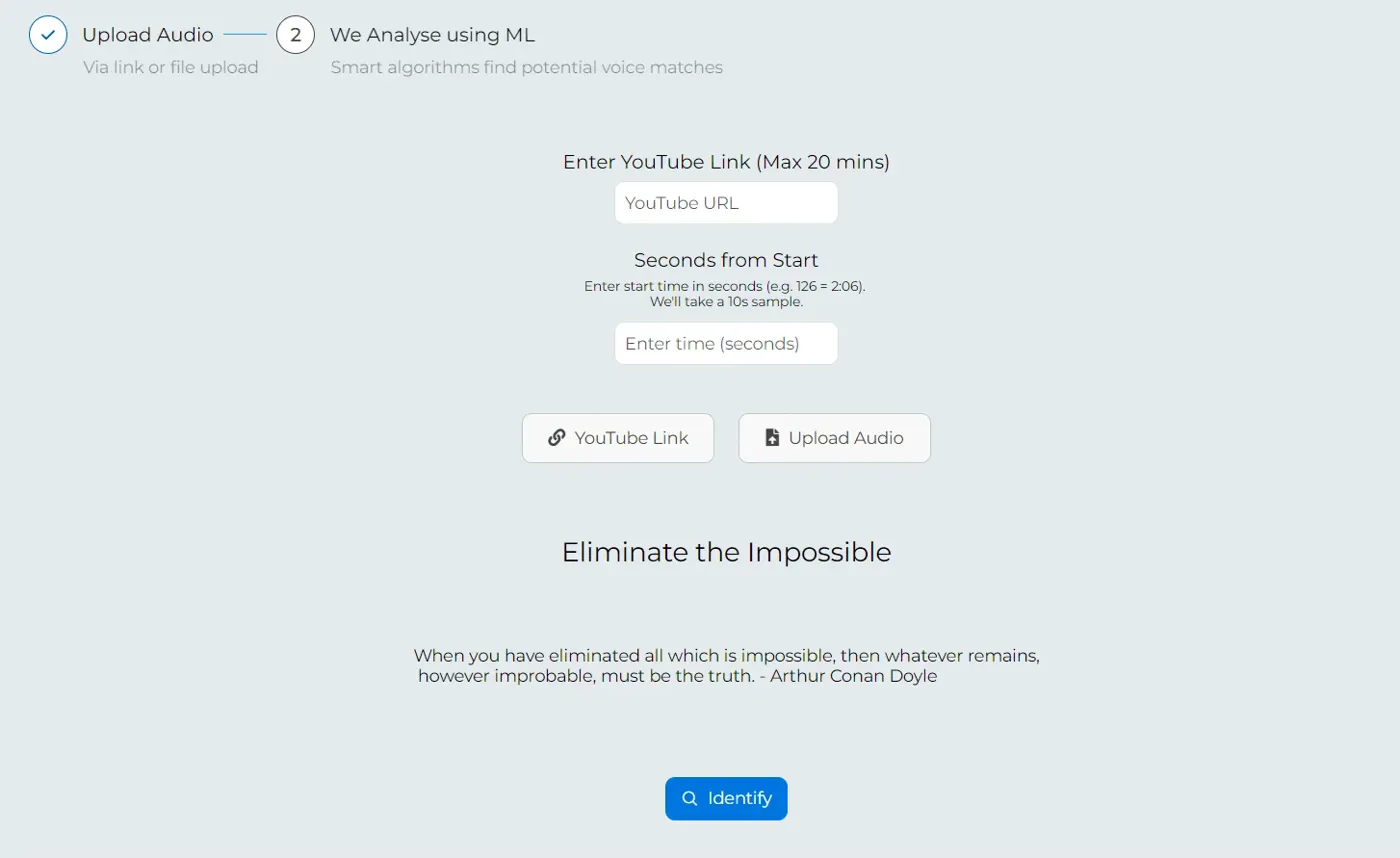 Upload Audio
Via link or file upload
2
We Analyse using ML
Smart algorithms find potential voice matches
Enter YouTube Link (Max 20 mins)
YouTube URL
Seconds from Start
Enter start time in seconds (e.g. 126 = 2:06).
We'll take a 10s sample.
Enter time (seconds)
YouTube Link
Upload Audio
Eliminate the Impossible
When you have eliminated all which is impossible, then whatever remains,
however improbable, must be the truth. - Arthur Conan Doyle
Identify